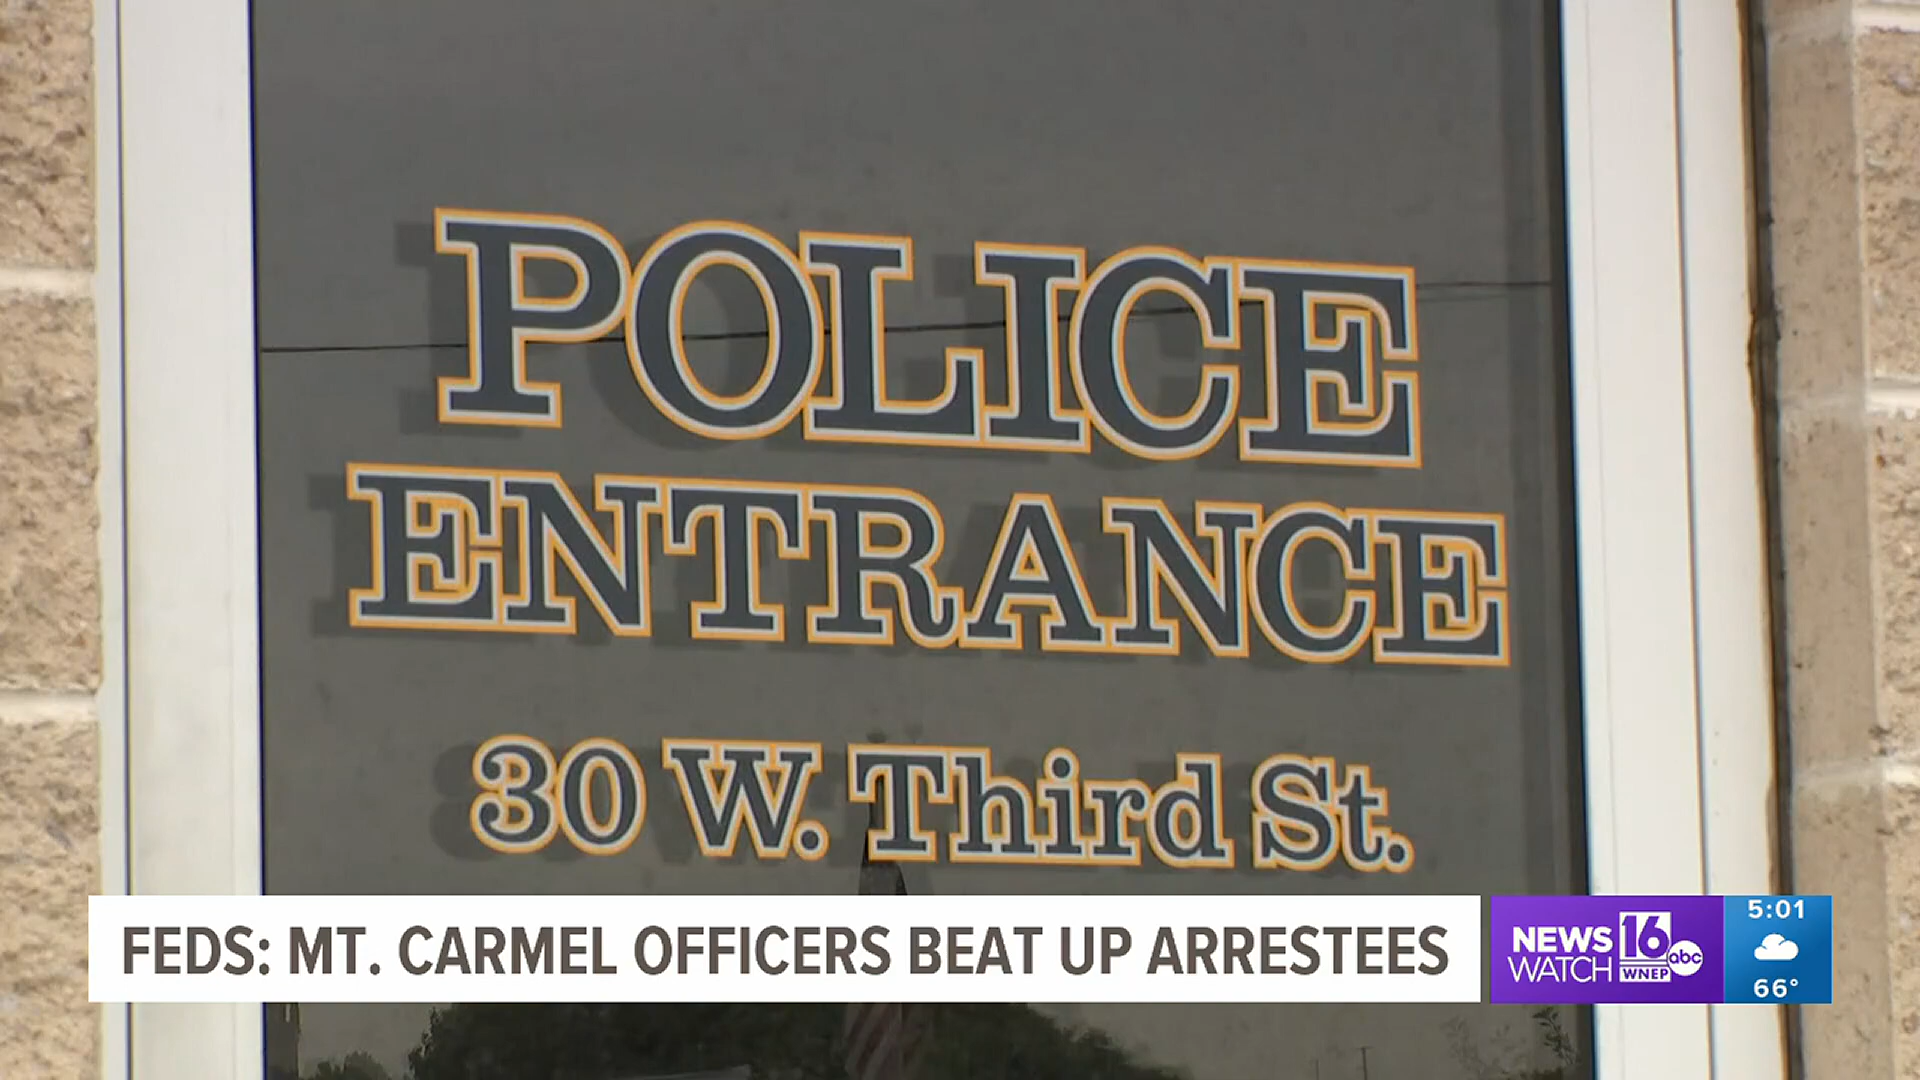 POLICE
ENTRANCE
30 W. Third St.
FEDS: MT. CARMEL OFFICERS BEAT UP ARRESTEES
NEWS
WATCH
16
WNEP
abc
5:01
66°